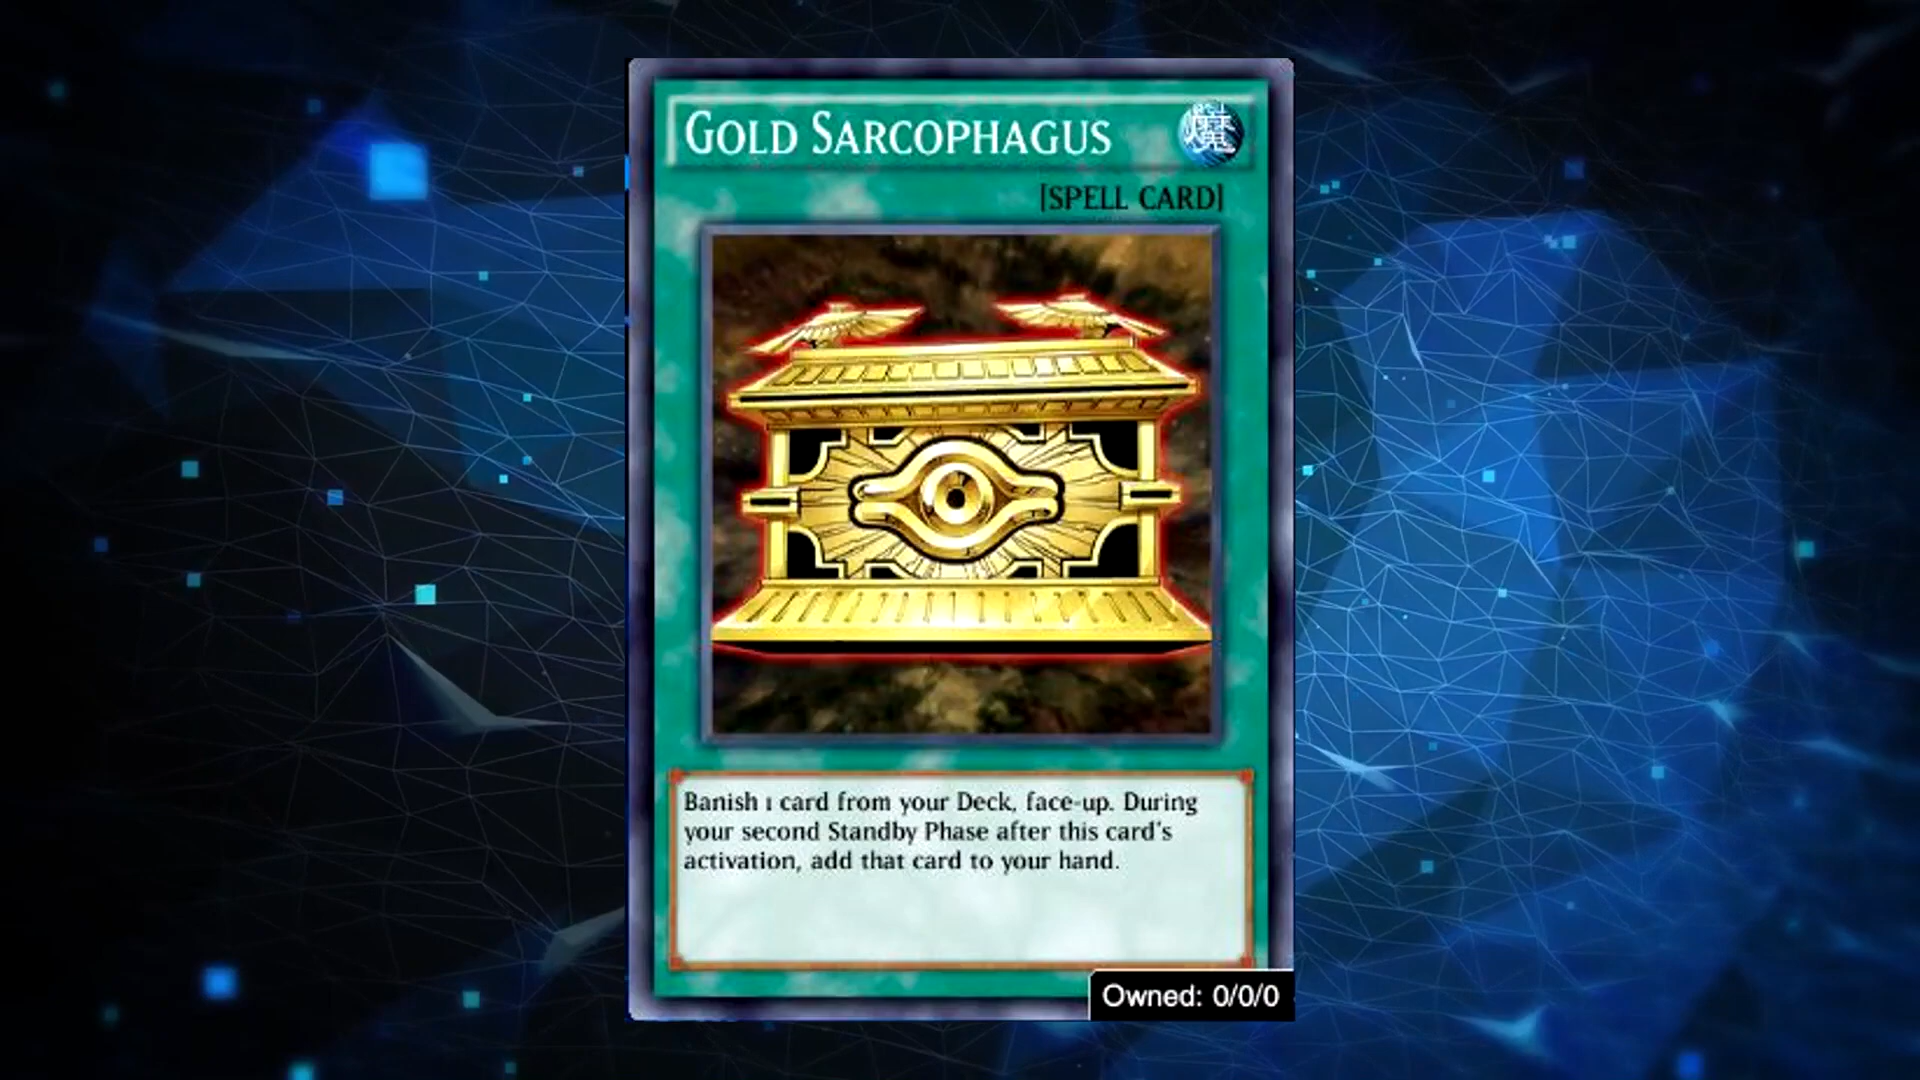 GOLD SARCOPHAGUS
魔
[SPELL CARD]
Banish 1 card from your Deck, face-up. During
your second Standby Phase after this card's
activation, add that card to your hand.
Owned: 0/0/0